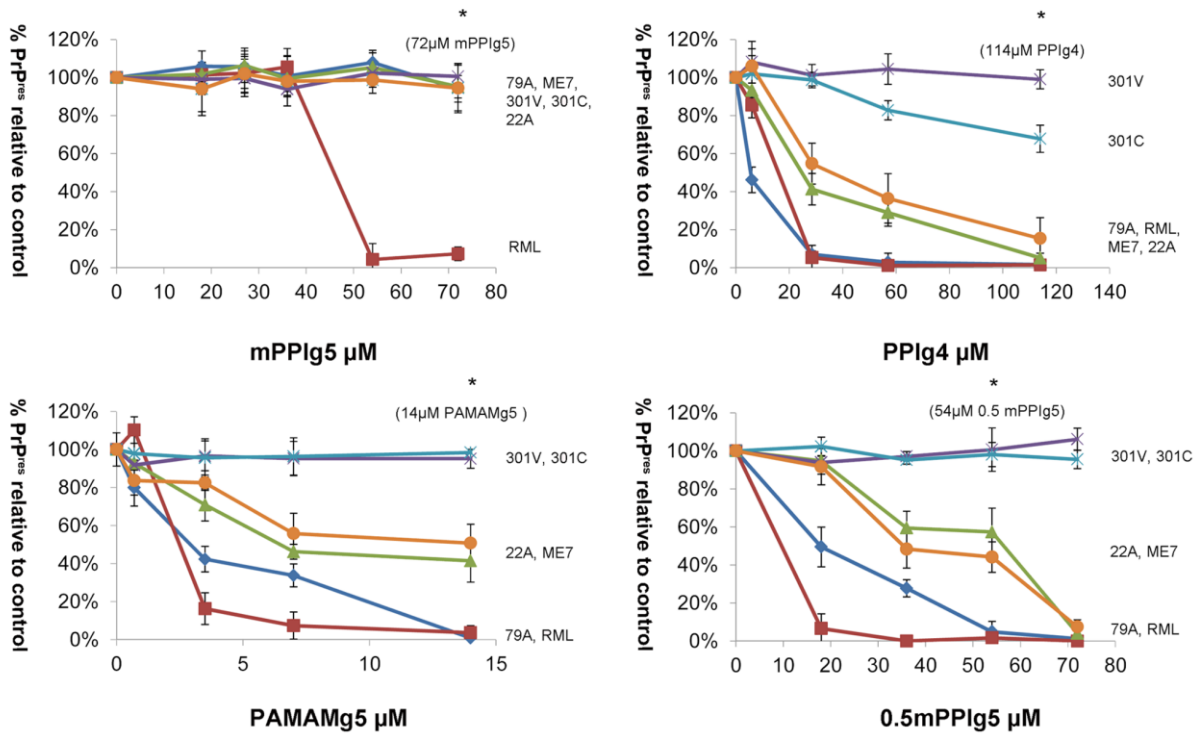 *
(72µM mPPIg5)
% PrPres relative to control
120%
100%
80%
60%
40%
20%
0%
79A, ME7,
301V, 301C,
22A
RML
0 10 20 30 40 50 60 70 80
mPPIg5 µM
*
(114µM PPIg4)
% PrPres relative to control
120%
100%
80%
60%
40%
20%
0%
301V
301C
79A, RML,
ME7, 22A
0 20 40 60 80 100 120 140
PPIg4 µM
*
(14µM PAMAMg5 )
% PrPres relative to control
120%
100%
80%
60%
40%
20%
0%
301V, 301C
22A, ME7
79A, RML
0 5 10 15
PAMAMg5 µM
*
(54µM 0.5 mPPIg5)
% PrPres relative to control
120%
100%
80%
60%
40%
20%
0%
301V, 301C
22A, ME7
79A, RML
0 10 20 30 40 50 60 70 80
0.5mPPIg5 µM